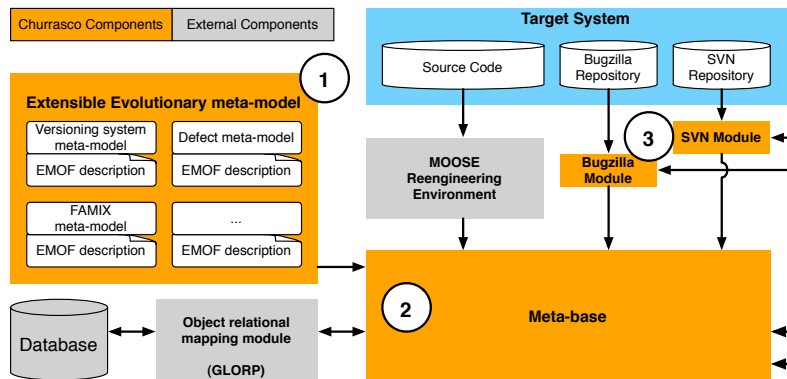 Churrasco Components
External Components
Target System
Source Code
Bugzilla
Repository
SVN
Repository
1
Extensible Evolutionary meta-model
Versioning system
meta-model
EMOF description
Defect meta-model
EMOF description
FAMIX
meta-model
EMOF description
...
EMOF description
MOOSE
Reengineering
Environment
3
SVN Module
Bugzilla
Module
2
Meta-base
Database
Object relational
mapping module
(GLORP)